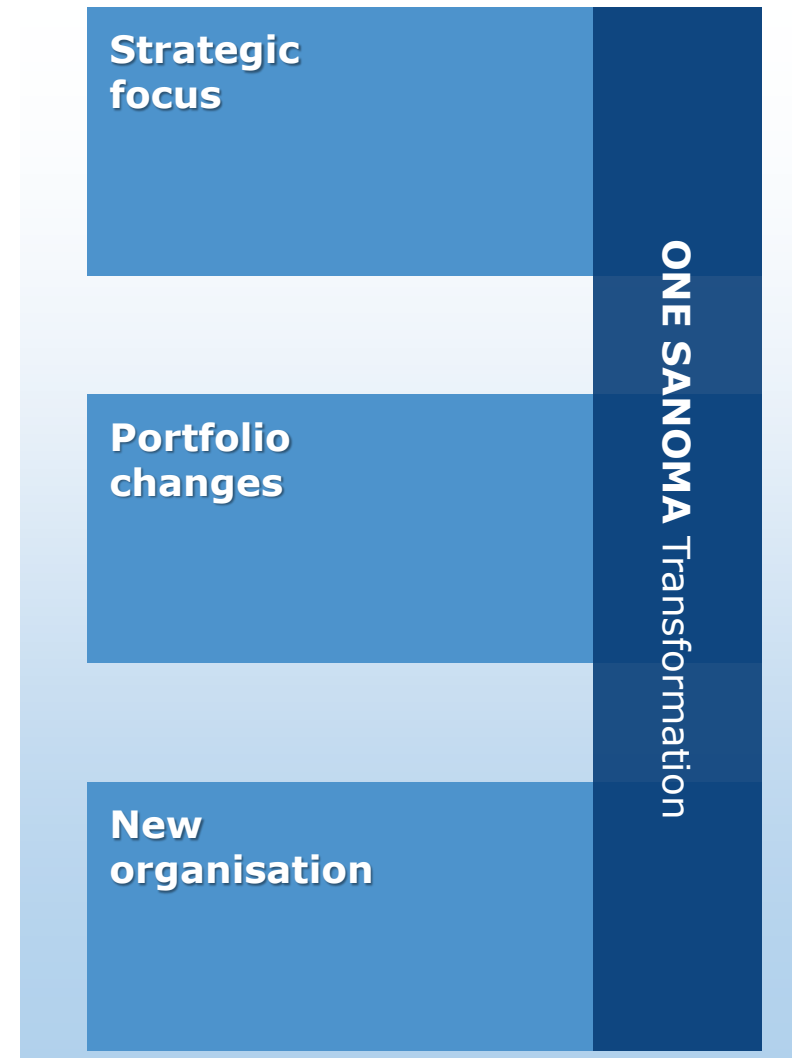 Strategic
focus
Portfolio
changes
New
organisation
ONE SANOMA Transformation